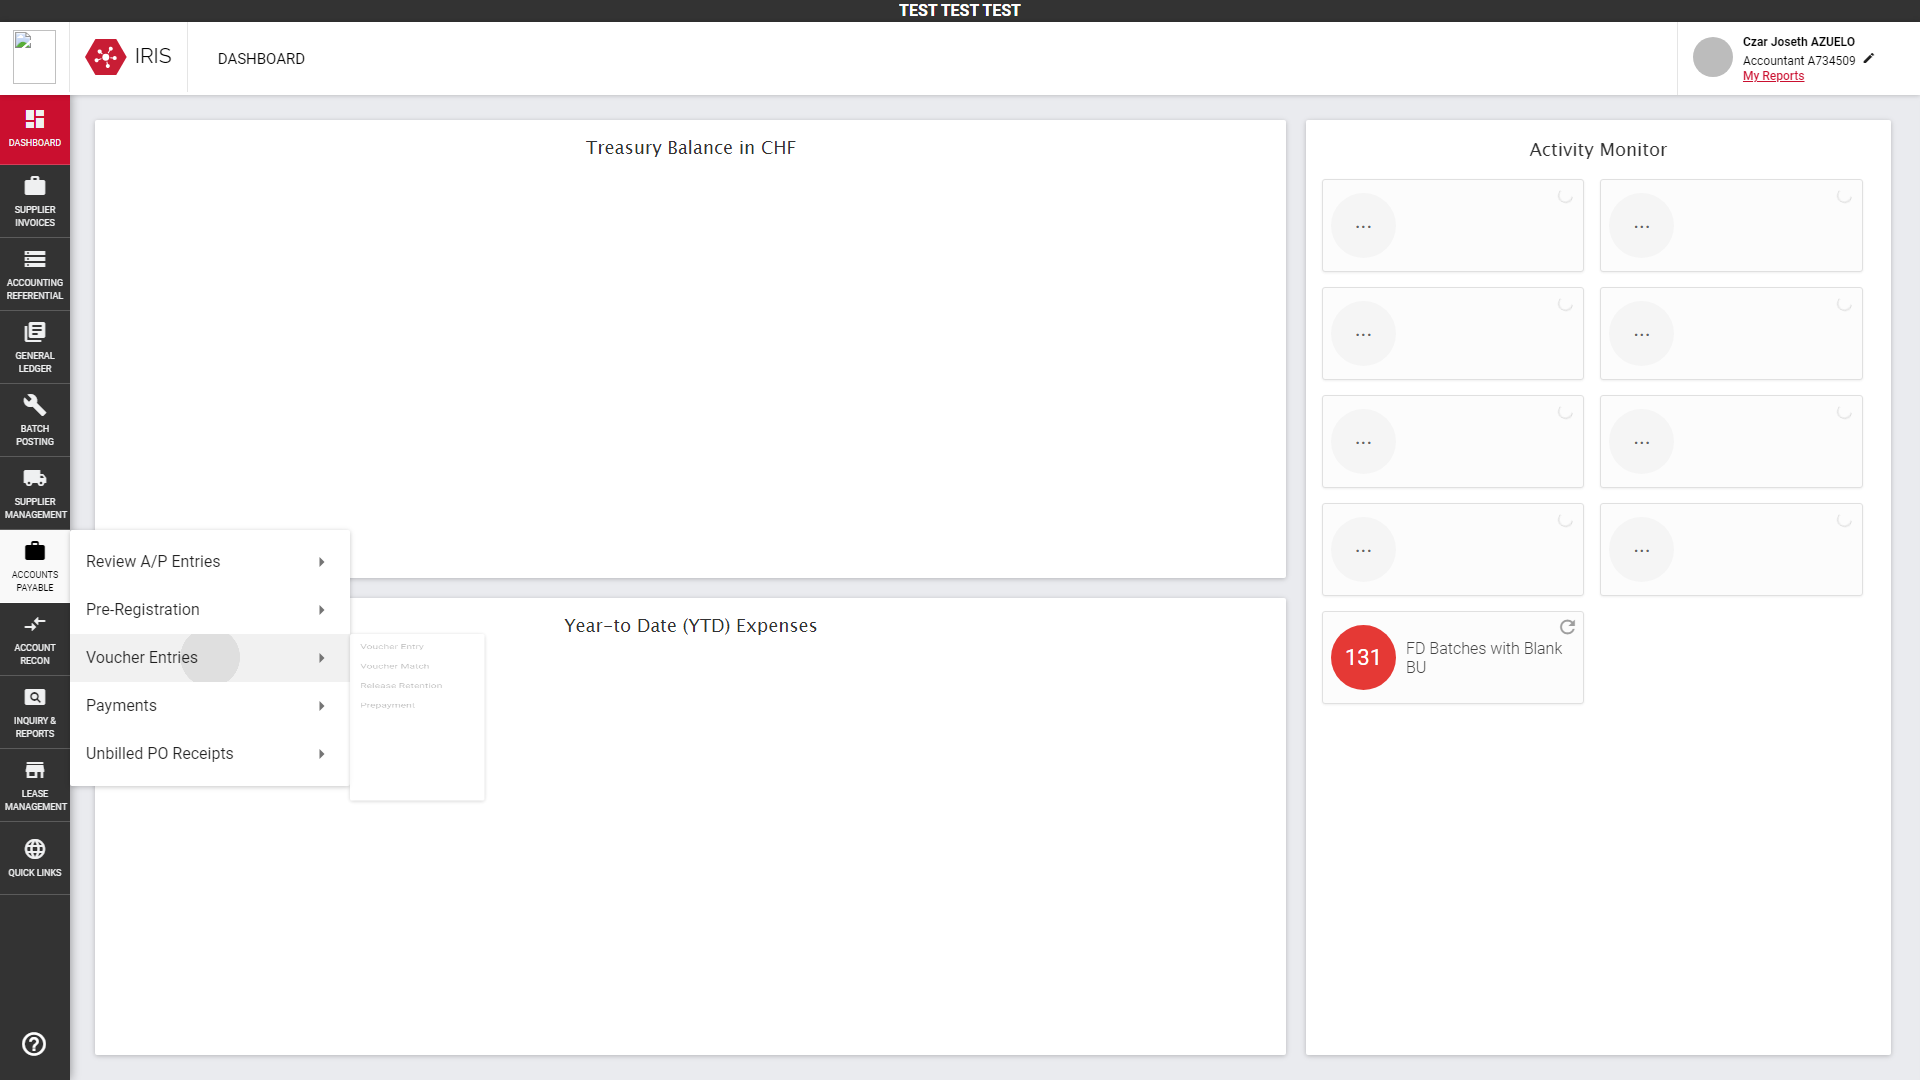 TEST TEST TEST
IRIS
DASHBOARD
Czar Joseth AZUELO
Accountant A734509
My Reports
DASHBOARD
SUPPLIER
INVOICES
ACCOUNTING
REFERENTIAL
GENERAL
LEDGER
BATCH
POSTING
SUPPLIER
MANAGEMENT
ACCOUNTS
PAYABLE
ACCOUNT
RECON
INQUIRY &
REPORTS
LEASE
MANAGEMENT
QUICK LINKS
Review A/P Entries
Pre-Registration
Voucher Entries
Payments
Unbilled PO Receipts
Voucher Entry
Voucher Match
Release Retention
Prepayment
Treasury Balance in CHF
Year-to Date (YTD) Expenses
Activity Monitor
...
...
...
...
...
...
...
...
131
FD Batches with Blank
BU